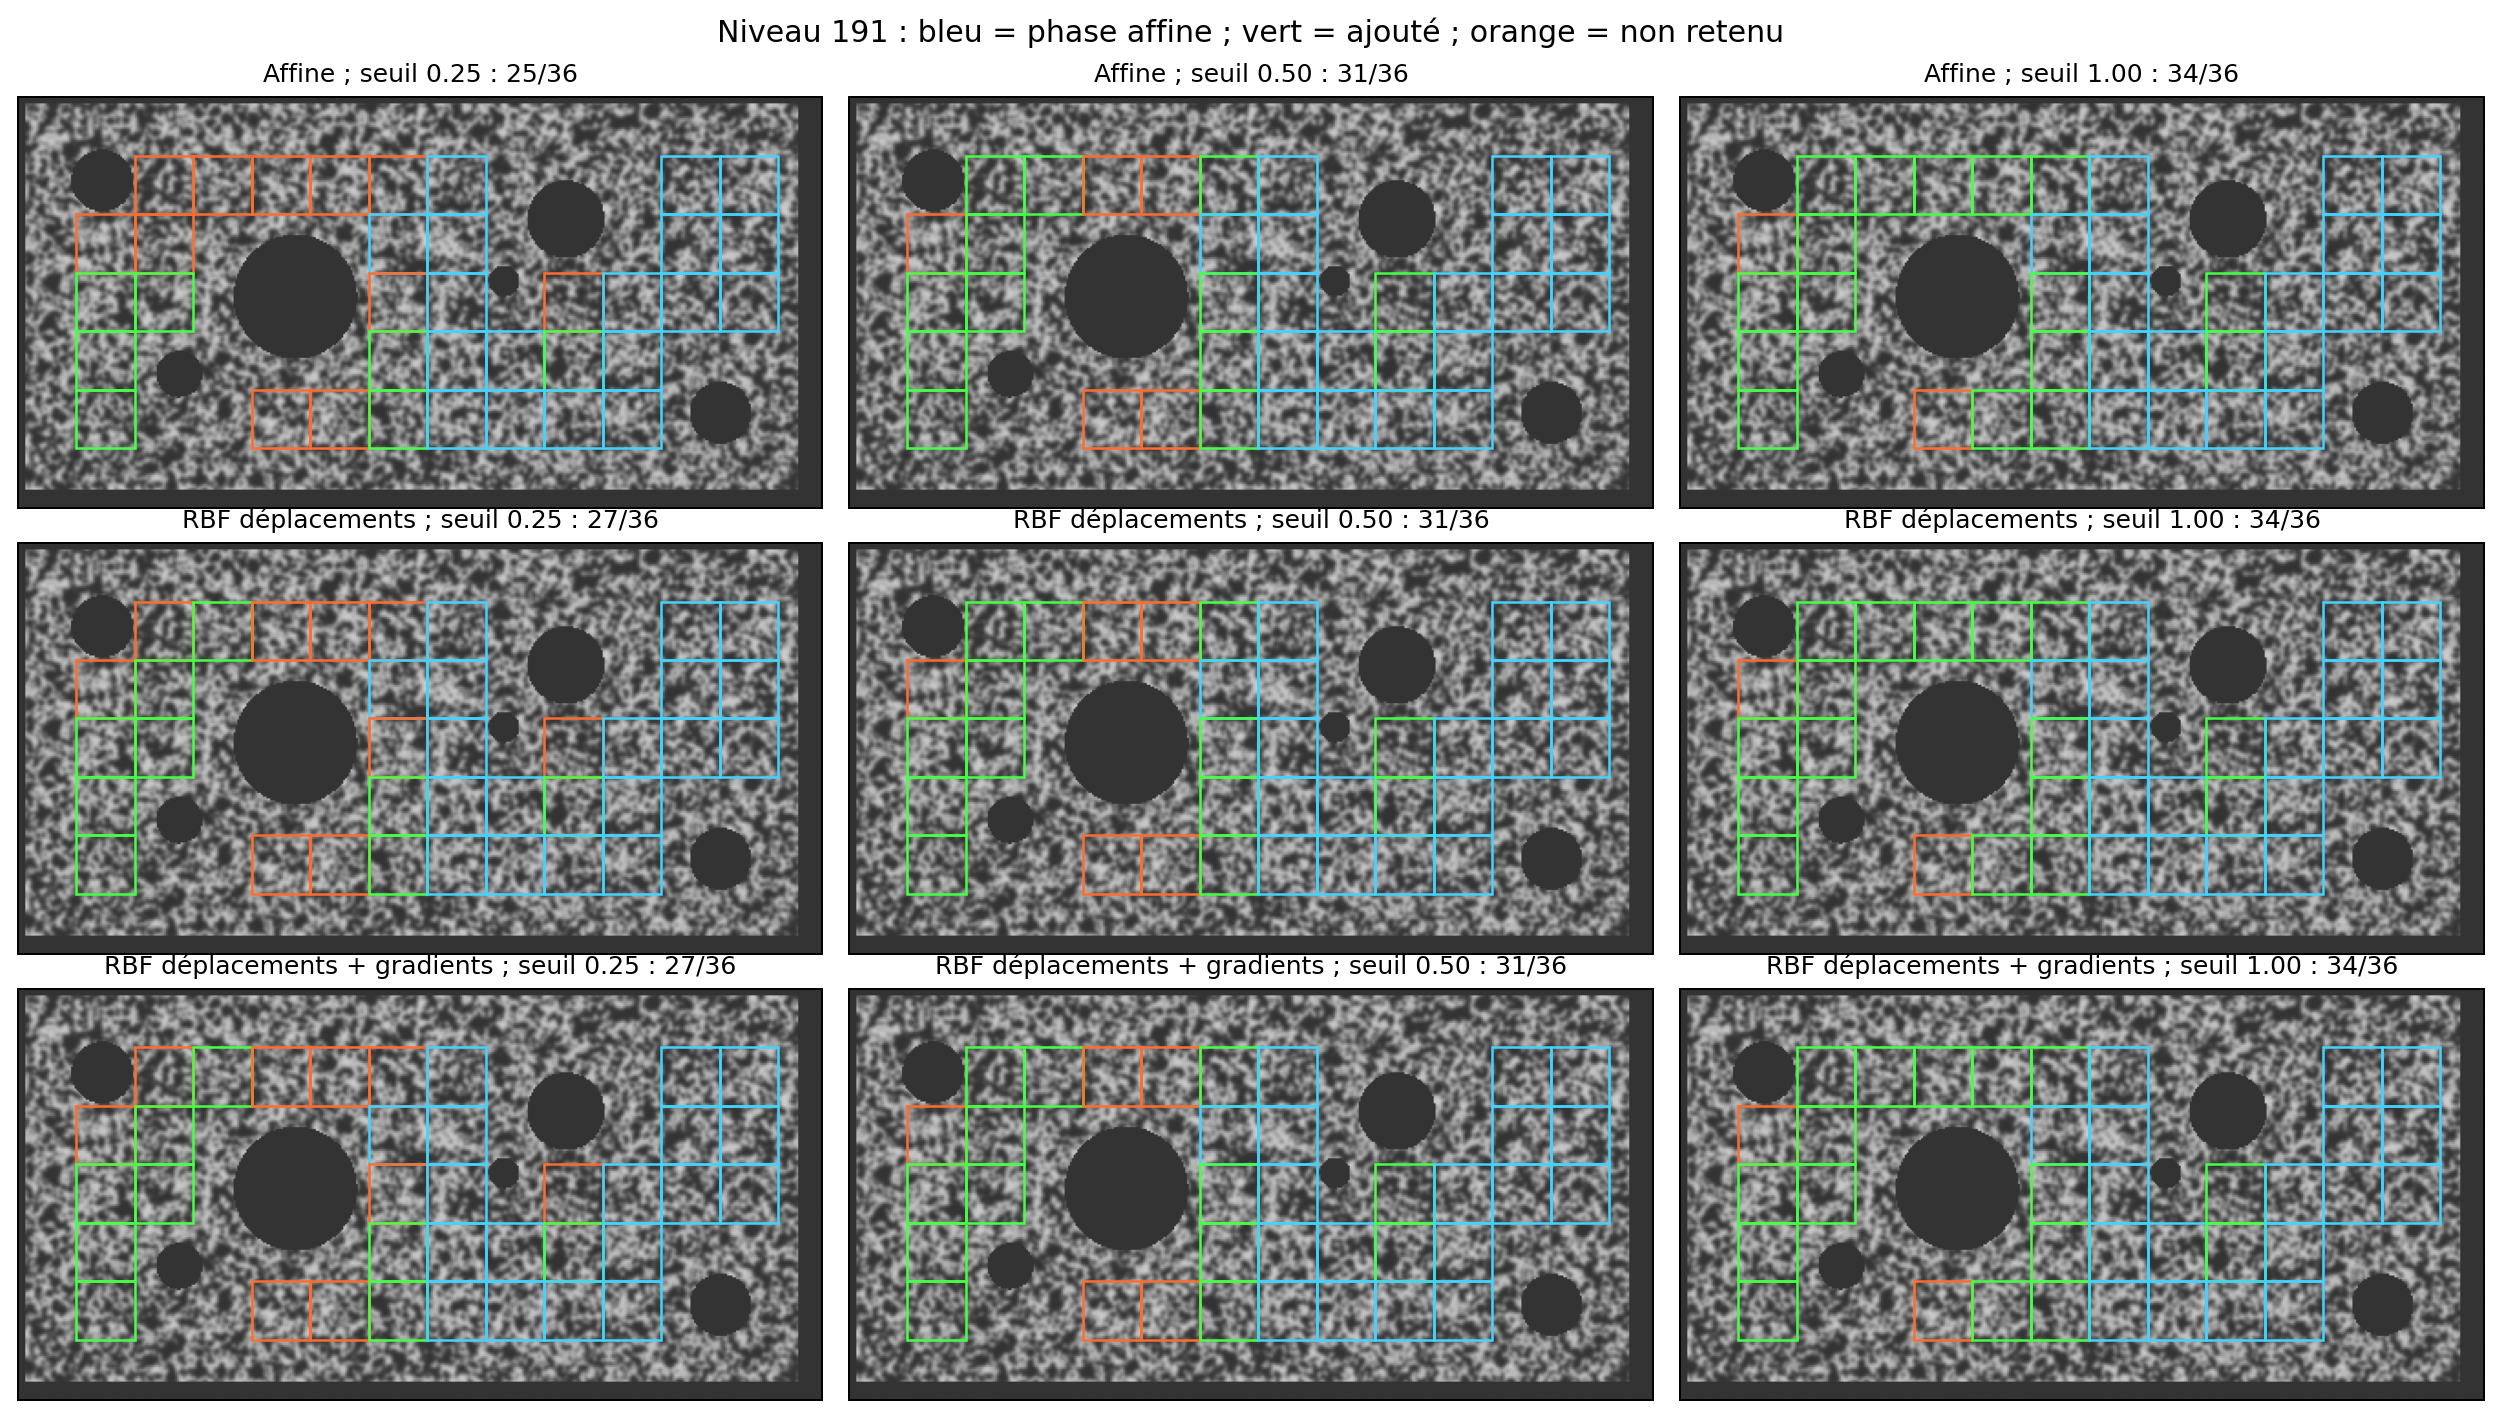 Niveau 191 : bleu = phase affine ; vert = ajouté ; orange = non retenu
Affine ; seuil 0.25 : 25/36
Affine ; seuil 0.50 : 31/36
Affine ; seuil 1.00 : 34/36
RBF déplacements ; seuil 0.25 : 27/36
RBF déplacements ; seuil 0.50 : 31/36
RBF déplacements ; seuil 1.00 : 34/36
RBF déplacements + gradients ; seuil 0.25 : 27/36
RBF déplacements + gradients ; seuil 0.50 : 31/36
RBF déplacements + gradients ; seuil 1.00 : 34/36